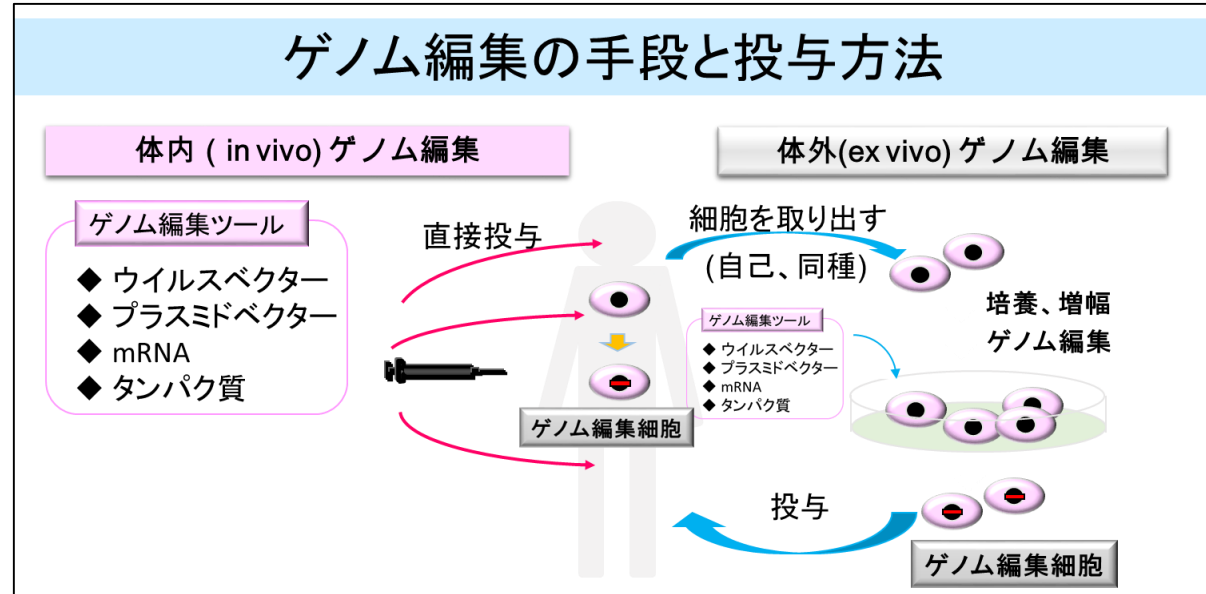 ゲノム編集の手段と投与方法
体内 ( in vivo) ゲノム編集
ゲノム編集ツール
◆ ウイルスベクター
◆ プラスミドベクター
◆ mRNA
◆ タンパク質
直接投与
ゲノム編集細胞
体外(ex vivo) ゲノム編集
細胞を取り出す
(自己、同種)
ゲノム編集ツール
◆ ウイルスベクター
◆ プラスミドベクター
◆ mRNA
◆ タンパク質
培養、増幅
ゲノム編集
投与
ゲノム編集細胞